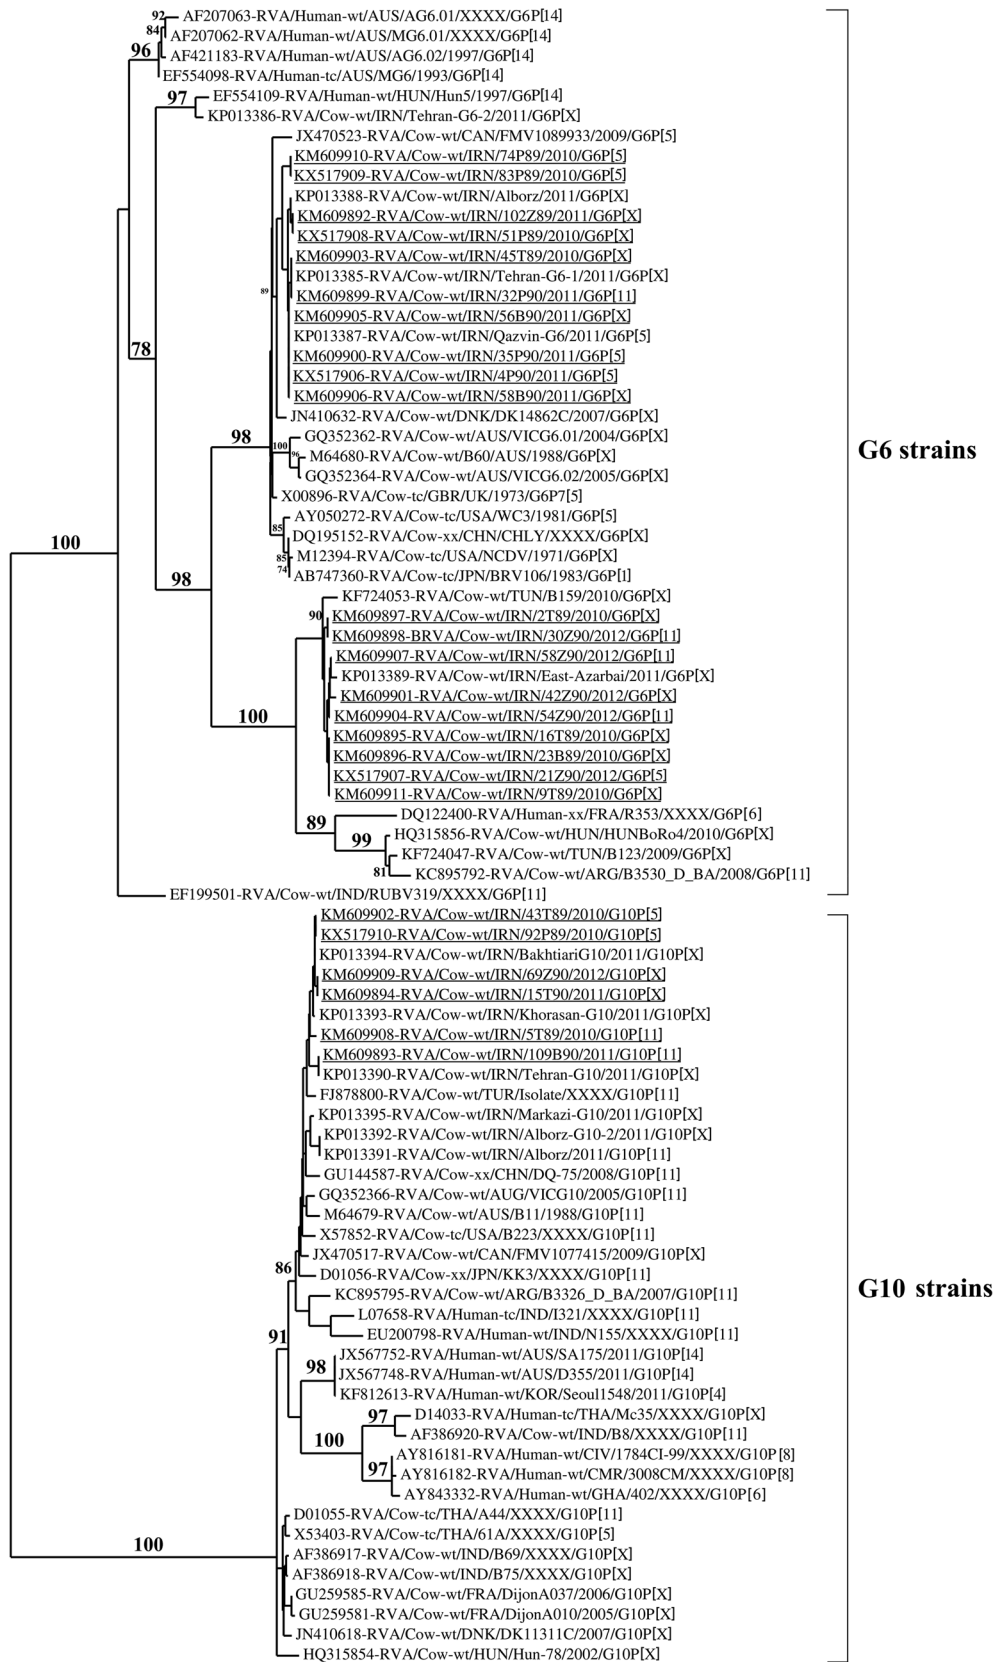 AF207063-RVA/Human-wt/AUS/AG6.01/XXXX/G6P[14]
92
84
AF207062-RVA/Human-wt/AUS/MG6.01/XXXX/G6P[14]
96
AF421183-RVA/Human-wt/AUS/AG6.02/1997/G6P[14]
EF554098-RVA/Human-tc/AUS/MG6/1993/G6P[14]
97
EF554109-RVA/Human-wt/HUN/Hun5/1997/G6P[14]
KP013386-RVA/Cow-wt/IRN/Tehran-G6-2/2011/G6P[X]
JX470523-RVA/Cow-wt/CAN/FMV1089933/2009/G6P[5]
KM609910-RVA/Cow-wt/IRN/74P89/2010/G6P[5]
KX517909-RVA/Cow-wt/IRN/83P89/2010/G6P[5]
KP013388-RVA/Cow-wt/IRN/Alborz/2011/G6P[X]
KM609892-RVA/Cow-wt/IRN/102Z89/2011/G6P[X]
KX517908-RVA/Cow-wt/IRN/51P89/2010/G6P[X]
KM609903-RVA/Cow-wt/IRN/45T89/2010/G6P[X]
KP013385-RVA/Cow-wt/IRN/Tehran-G6-1/2011/G6P[X]
89
KM609899-RVA/Cow-wt/IRN/32P90/2011/G6P[11]
KM609905-RVA/Cow-wt/IRN/56B90/2011/G6P[X]
KP013387-RVA/Cow-wt/IRN/Qazvin-G6/2011/G6P[5]
78
KM609900-RVA/Cow-wt/IRN/35P90/2011/G6P[5]
KX517906-RVA/Cow-wt/IRN/4P90/2011/G6P[5]
KM609906-RVA/Cow-wt/IRN/58B90/2011/G6P[X]
JN410632-RVA/Cow-wt/DNK/DK14862C/2007/G6P[X]
98
GQ352362-RVA/Cow-wt/AUS/VICG6.01/2004/G6P[X]
100
96
M64680-RVA/Cow-wt/B60/AUS/1988/G6P[X]
G6 strains
GQ352364-RVA/Cow-wt/AUS/VICG6.02/2005/G6P[X]
X00896-RVA/Cow-tc/GBR/UK/1973/G6P7[5]
AY050272-RVA/Cow-tc/USA/WC3/1981/G6P[5]
85
DQ195152-RVA/Cow-xx/CHN/CHLY/XXXX/G6P[X]
100
85
M12394-RVA/Cow-tc/USA/NCDV/1971/G6P[X]
74
AB747360-RVA/Cow-tc/JPN/BRV106/1983/G6P[1]
98
KF724053-RVA/Cow-wt/TUN/B159/2010/G6P[X]
90
KM609897-RVA/Cow-wt/IRN/2T89/2010/G6P[X]
KM609898-BRVA/Cow-wt/IRN/30Z90/2012/G6P[11]
KM609907-RVA/Cow-wt/IRN/58Z90/2012/G6P[11]
KP013389-RVA/Cow-wt/IRN/East-Azarbai/2011/G6P[X]
KM609901-RVA/Cow-wt/IRN/42Z90/2012/G6P[X]
100
KM609904-RVA/Cow-wt/IRN/54Z90/2012/G6P[11]
KM609895-RVA/Cow-wt/IRN/16T89/2010/G6P[X]
KM609896-RVA/Cow-wt/IRN/23B89/2010/G6P[X]
KX517907-RVA/Cow-wt/IRN/21Z90/2012/G6P[5]
KM609911-RVA/Cow-wt/IRN/9T89/2010/G6P[X]
89
DQ122400-RVA/Human-xx/FRA/R353/XXXX/G6P[6]
99
HQ315856-RVA/Cow-wt/HUN/HUNBoRo4/2010/G6P[X]
KF724047-RVA/Cow-wt/TUN/B123/2009/G6P[X]
81
KC895792-RVA/Cow-wt/ARG/B3530_D_BA/2008/G6P[11]
EF199501-RVA/Cow-wt/IND/RUBV319/XXXX/G6P[11]
KM609902-RVA/Cow-wt/IRN/43T89/2010/G10P[5]
KX517910-RVA/Cow-wt/IRN/92P89/2010/G10P[5]
KP013394-RVA/Cow-wt/IRN/BakhtiariG10/2011/G10P[X]
KM609909-RVA/Cow-wt/IRN/69Z90/2012/G10P[X]
KM609894-RVA/Cow-wt/IRN/15T90/2011/G10P[X]
KP013393-RVA/Cow-wt/IRN/Khorasan-G10/2011/G10P[X]
KM609908-RVA/Cow-wt/IRN/5T89/2010/G10P[11]
KM609893-RVA/Cow-wt/IRN/109B90/2011/G10P[11]
KP013390-RVA/Cow-wt/IRN/Tehran-G10/2011/G10P[X]
FJ878800-RVA/Cow-wt/TUR/Isolate/XXXX/G10P[11]
KP013395-RVA/Cow-wt/IRN/Markazi-G10/2011/G10P[X]
KP013392-RVA/Cow-wt/IRN/Alborz-G10-2/2011/G10P[X]
KP013391-RVA/Cow-wt/IRN/Alborz/2011/G10P[11]
GU144587-RVA/Cow-xx/CHN/DQ-75/2008/G10P[11]
GQ352366-RVA/Cow-wt/AUG/VICG10/2005/G10P[11]
M64679-RVA/Cow-wt/AUS/B11/1988/G10P[11]
X57852-RVA/Cow-tc/USA/B223/XXXX/G10P[11]
JX470517-RVA/Cow-wt/CAN/FMV1077415/2009/G10P[X]
86
D01056-RVA/Cow-xx/JPN/KK3/XXXX/G10P[11]
G10 strains
KC895795-RVA/Cow-wt/ARG/B3326_D_BA/2007/G10P[11]
L07658-RVA/Human-tc/IND/I321/XXXX/G10P[11]
91
EU200798-RVA/Human-wt/IND/N155/XXXX/G10P[11]
JX567752-RVA/Human-wt/AUS/SA175/2011/G10P[14]
98
JX567748-RVA/Human-wt/AUS/D355/2011/G10P[14]
KF812613-RVA/Human-wt/KOR/Seoul1548/2011/G10P[4]
97
D14033-RVA/Human-tc/THA/Mc35/XXXX/G10P[X]
AF386920-RVA/Cow-wt/IND/B8/XXXX/G10P[11]
100
AY816181-RVA/Human-wt/CIV/1784CI-99/XXXX/G10P[8]
97
AY816182-RVA/Human-wt/CMR/3008CM/XXXX/G10P[8]
AY843332-RVA/Human-wt/GHA/402/XXXX/G10P[6]
D01055-RVA/Cow-tc/THA/A44/XXXX/G10P[11]
X53403-RVA/Cow-tc/THA/61A/XXXX/G10P[5]
100
AF386917-RVA/Cow-wt/IND/B69/XXXX/G10P[X]
AF386918-RVA/Cow-wt/IND/B75/XXXX/G10P[X]
GU259585-RVA/Cow-wt/FRA/DijonA037/2006/G10P[X]
GU259581-RVA/Cow-wt/FRA/DijonA010/2005/G10P[X]
JN410618-RVA/Cow-wt/DNK/DK11311C/2007/G10P[X]
HQ315854-RVA/Cow-wt/HUN/Hun-78/2002/G10P[X]